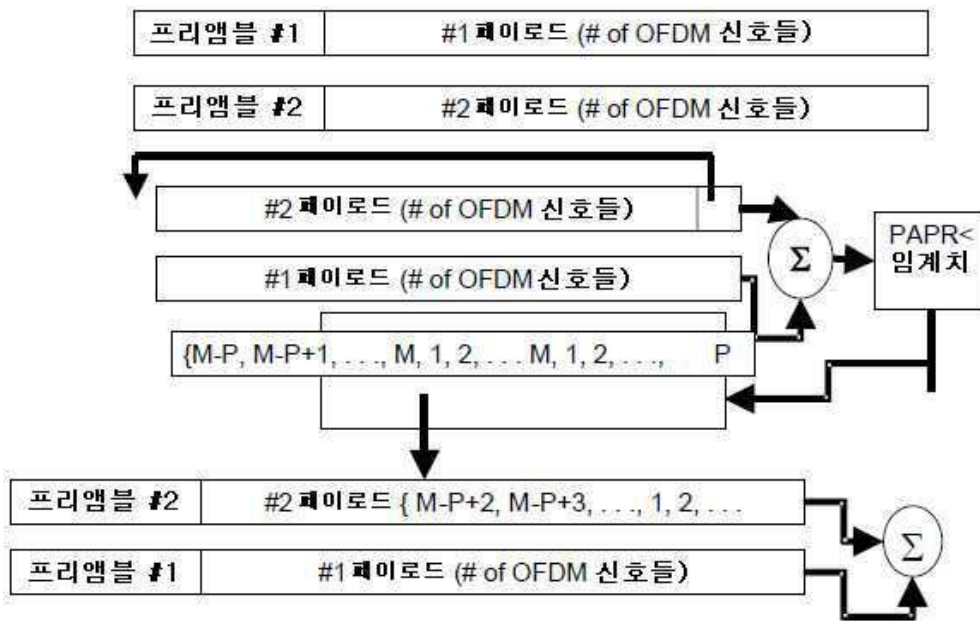 프리앰블 #1 #1 페이로드 (# of OFDM 신호들)
프리앰블 #2 #2 페이로드 (# of OFDM 신호들)
#2 페이로드 (# of OFDM 신호들)
PAPR<
임계치
Σ
#1 페이로드 (# of OFDM 신호들)
{M-P, M-P+1, . . ., M, 1, 2, . . . M, 1, 2, . . ., P
프리앰블 #2 #2 페이로드 { M-P+2, M-P+3, . . ., 1, 2, . . .
Σ
프리앰블 #1 #1 페이로드 (# of OFDM 신호들)